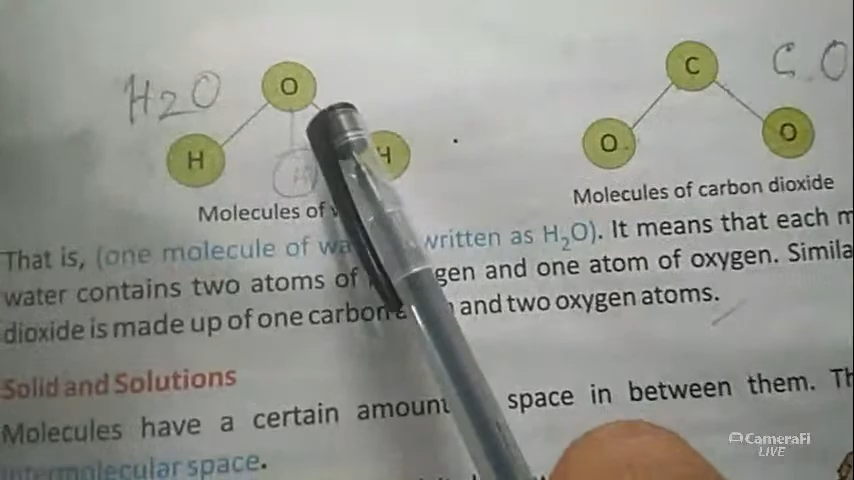 H2O
O
H
H
H
Molecules of
C
O
O
C O
Molecules of carbon dioxide
That is, (one molecule of wa written as H₂O). It means that each m
water contains two atoms of gen and one atom of oxygen. Simila
dioxide is made up of one carbon and two oxygen atoms.
Solid and Solutions
Molecules have a certain amount space in between them. Th
intermolecular space.
CameraFi
LIVE